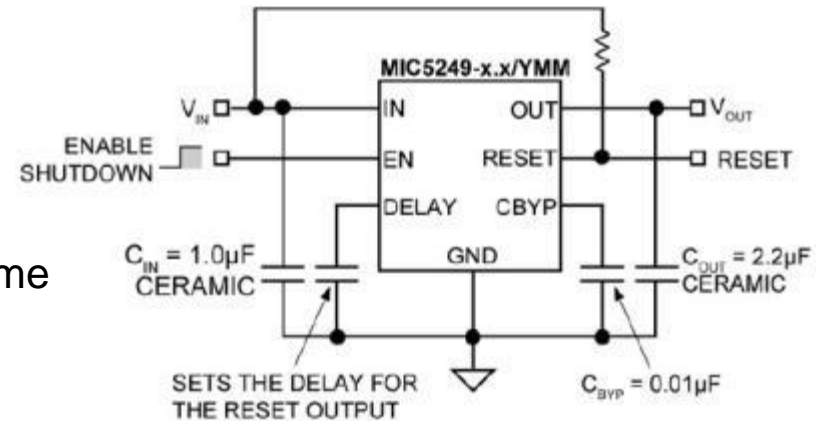 MIC5249-x.x/YMM
V_IN
IN
OUT
V_OUT
ENABLE
SHUTDOWN
EN
RESET
RESET
DELAY
CBYP
GND
me
C_IN = 1.0µF
CERAMIC
C_OUT = 2.2µF
CERAMIC
SETS THE DELAY FOR
THE RESET OUTPUT
C_BYP = 0.01µF